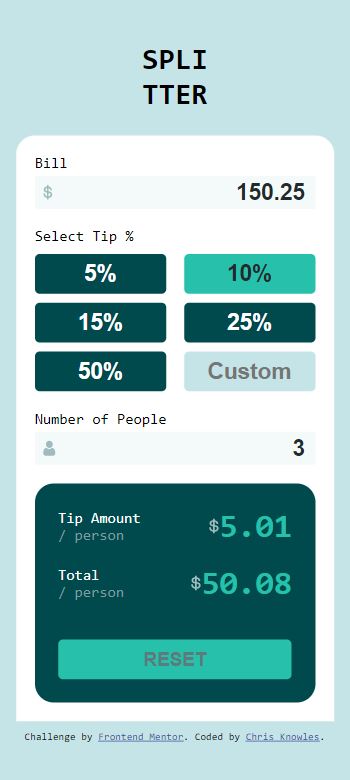 SPLI
TTER
Bill
$ 150.25
Select Tip %
5% 10%
15% 25%
50% Custom
Number of People
3
Tip Amount
/ person
$5.01
Total
/ person
$50.08
RESET
Challenge by Frontend Mentor. Coded by Chris Knowles.